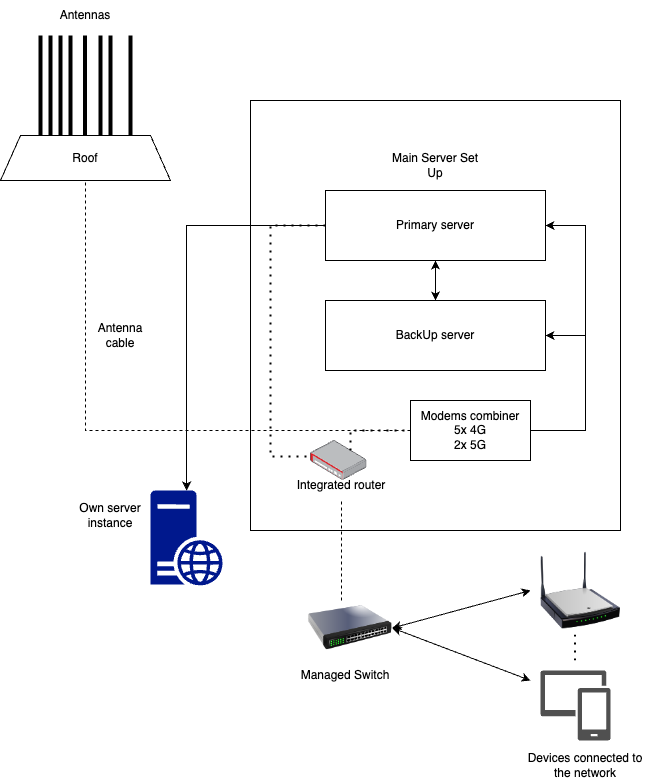 Antennas
Roof
Main Server Set
Up
Primary server
Antenna
cable
BackUp server
Modems combiner
5x 4G
2x 5G
Integrated router
Own server
instance
Managed Switch
Devices connected to
the network